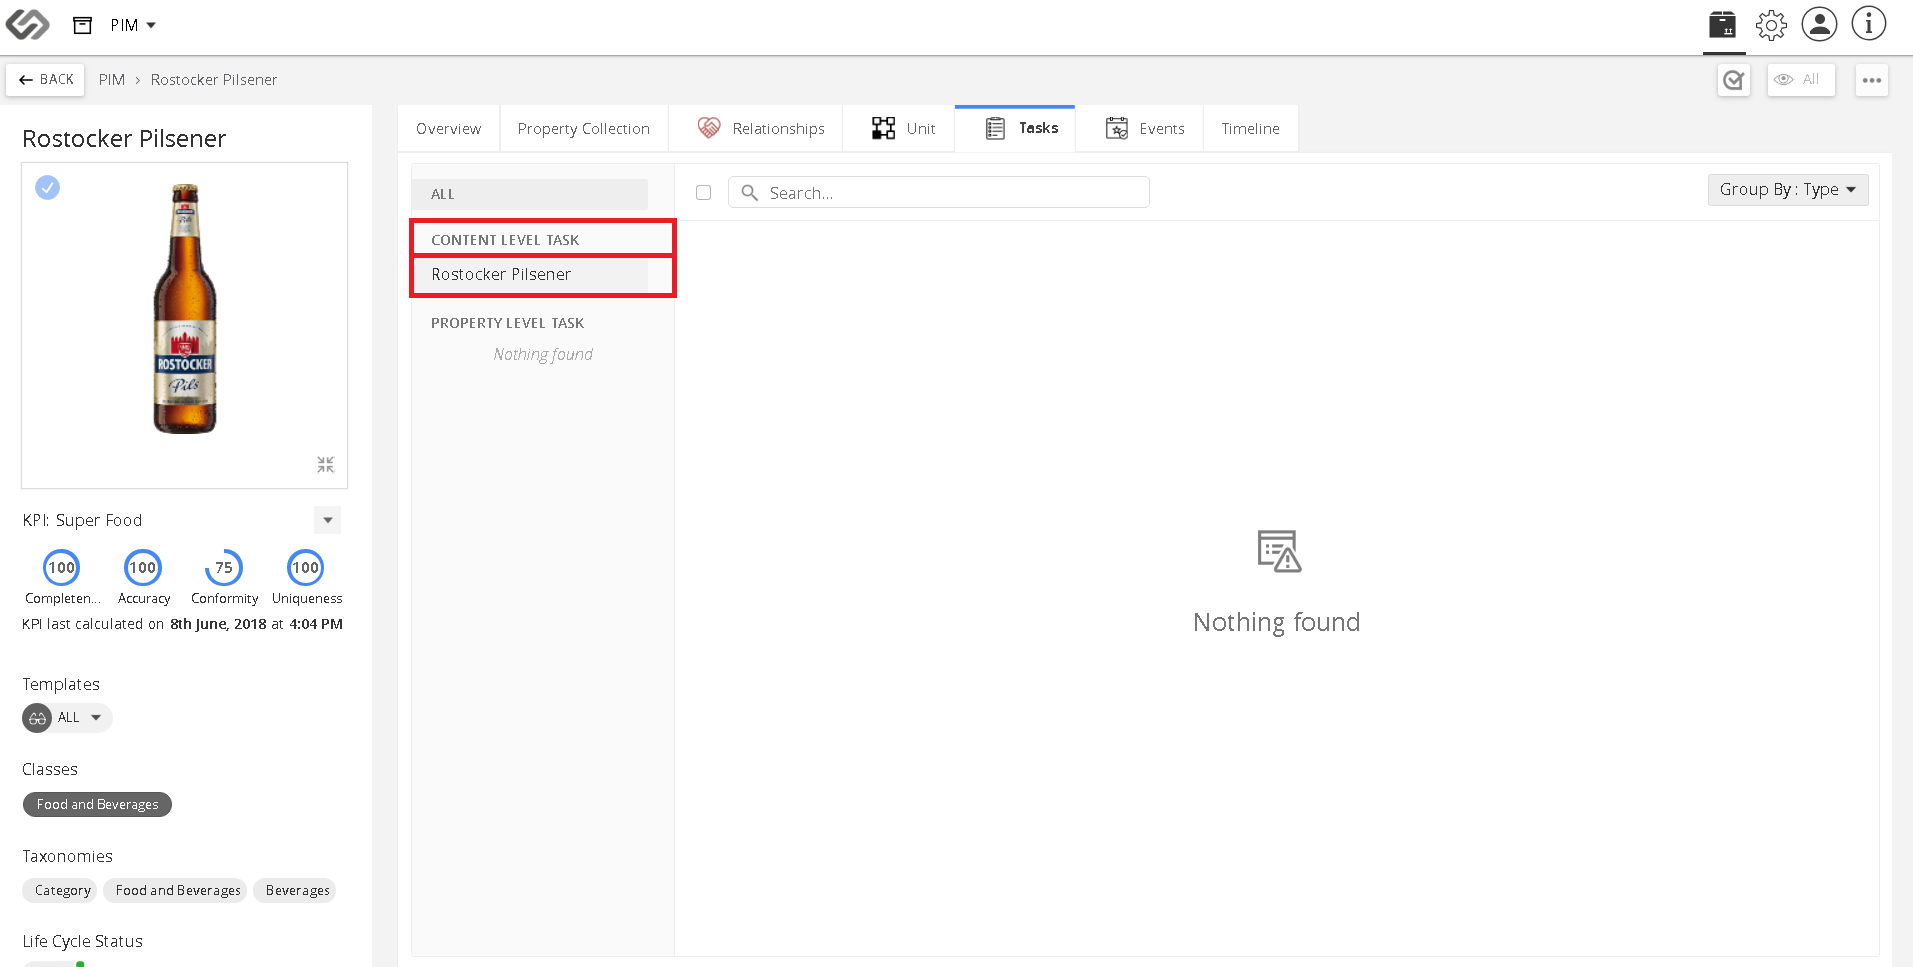 PIM
BACK
PIM › Rostocker Pilsener
All
Rostocker Pilsener
ROSTOCKER
Pils
KPI: Super Food
100 100 75 100
Completen... Accuracy Conformity Uniqueness
KPI last calculated on 8th June, 2018 at 4:04 PM
Templates
ALL
Classes
Food and Beverages
Taxonomies
Category Food and Beverages Beverages
Life Cycle Status
Overview Property Collection Relationships Unit Tasks Events Timeline
ALL
CONTENT LEVEL TASK
Rostocker Pilsener
PROPERTY LEVEL TASK
Nothing found
Search...
Group By : Type
Nothing found